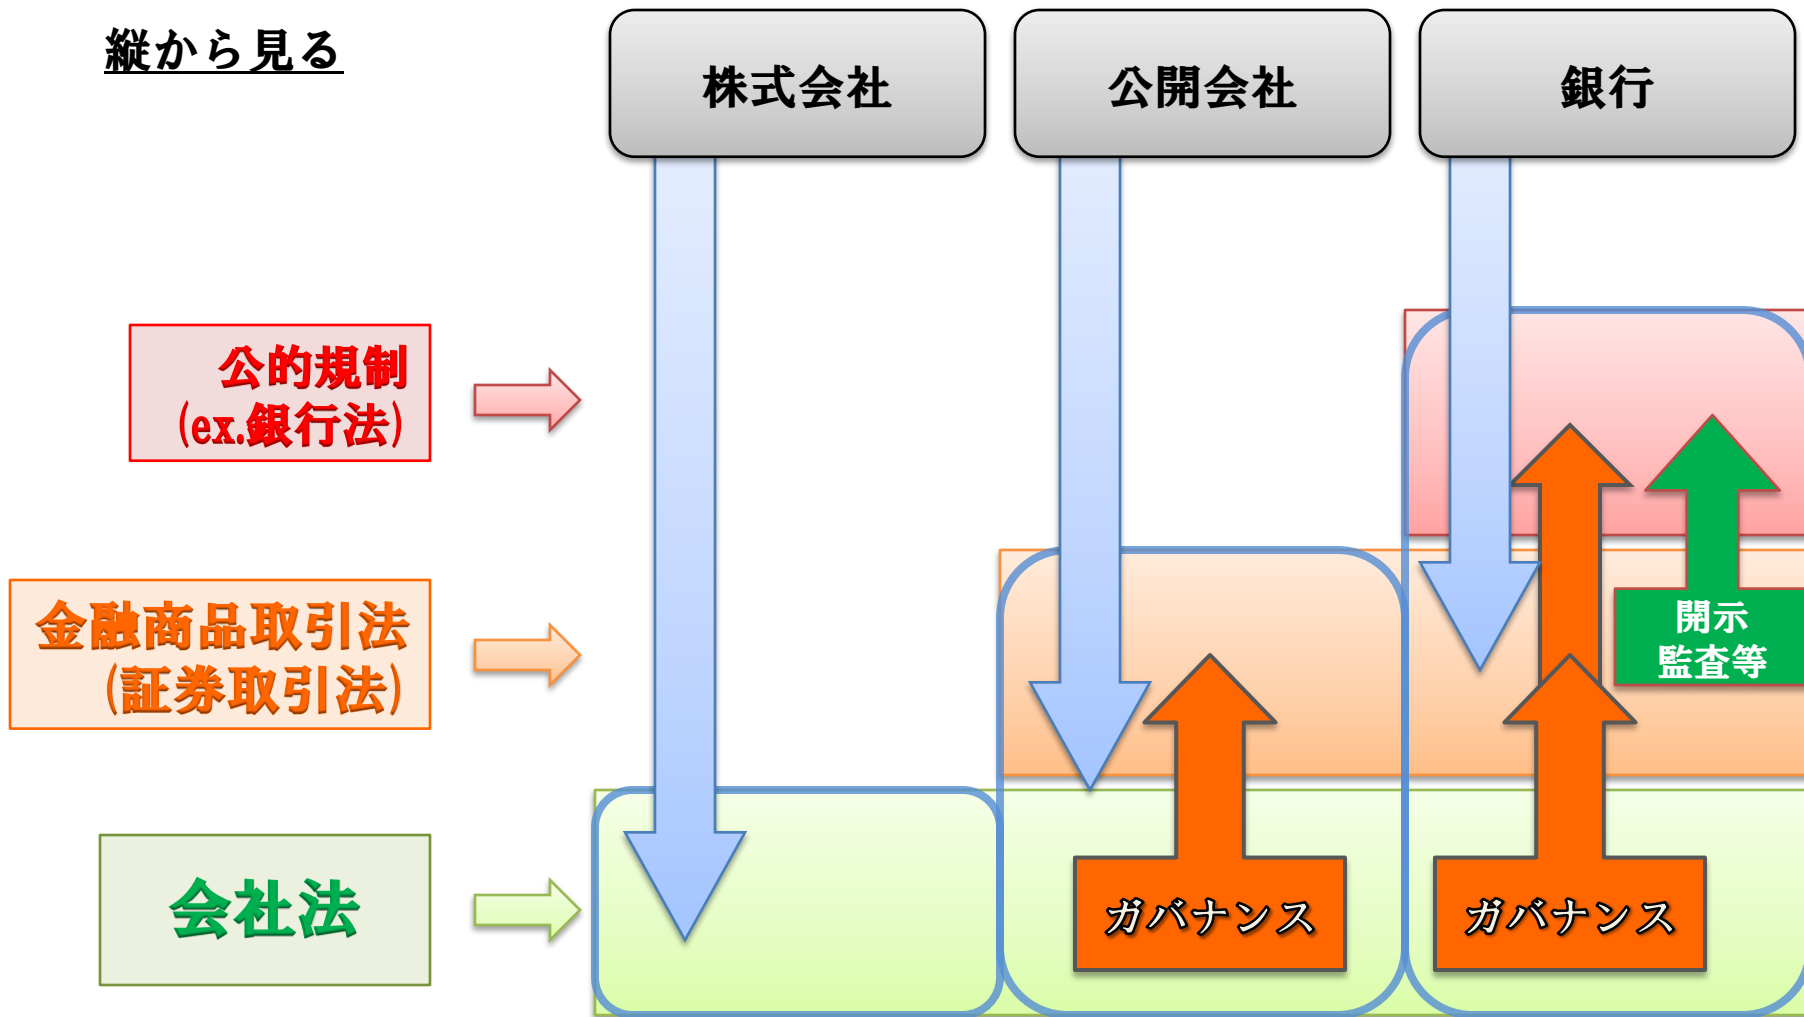 縦から見る
株式会社
公開会社
銀行
公的規制
(ex.銀行法)
金融商品取引法
(証券取引法)
開示
監査等
会社法
ガバナンス
ガバナンス